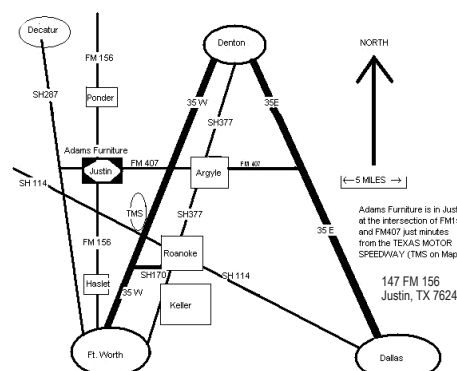 Decatur
Denton
NORTH
FM 156
SH287
35 W
35E
Ponder
SH377
Adams Furniture
Justin
FM 407
FM 407
Argyle
5 MILES
SH 114
TMS
SH377
Adams Furniture is in Just
at the intersection of FM15
and FM407 just minutes
from the TEXAS MOTOR
SPEEDWAY (TMS on Map
FM 156
35 E
Roanoke
SH170
SH 114
Haslet
35 W
Keller
147 FM 156
Justin, TX 7624
Ft. Worth
Dallas